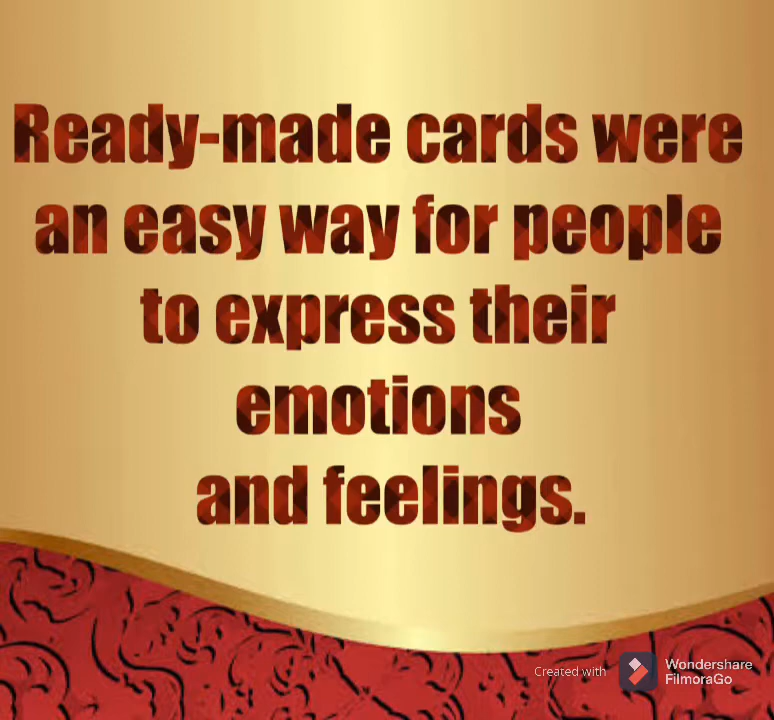 Ready-made cards were
an easy way for people
to express their
emotions
and feelings.
Created with
Wondershare
FilmoraGo